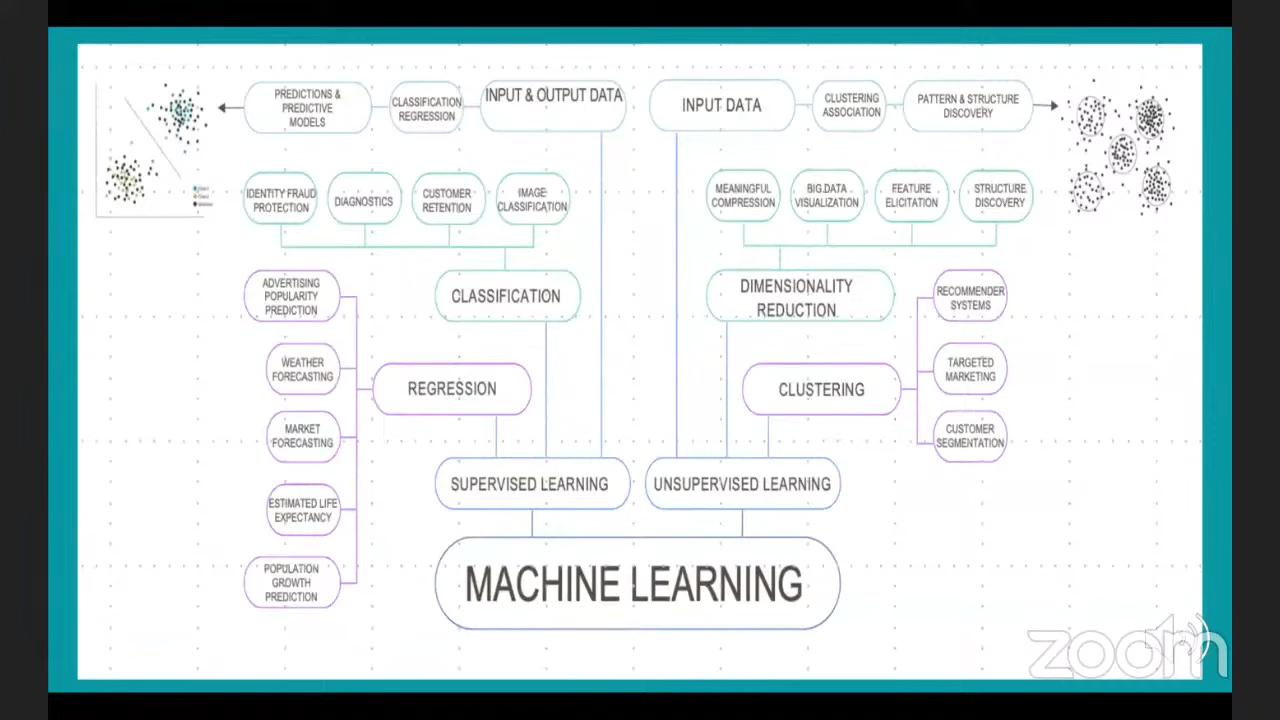 PREDICTIONS &
PREDICTIVE
MODELS
CLASSIFICATION
REGRESSION
INPUT & OUTPUT DATA
INPUT DATA
CLUSTERING
ASSOCIATION
PATTERN & STRUCTURE
DISCOVERY
IDENTITY FRAUD
PROTECTION
DIAGNOSTICS
CUSTOMER
RETENTION
IMAGE
CLASSIFICATION
MEANINGFUL
COMPRESSION
BIG DATA
VISUALIZATION
FEATURE
ELICITATION
STRUCTURE
DISCOVERY
ADVERTISING
POPULARITY
PREDICTION
CLASSIFICATION
DIMENSIONALITY
REDUCTION
RECOMMENDER
SYSTEMS
WEATHER
FORECASTING
REGRESSION
CLUSTERING
TARGETED
MARKETING
MARKET
FORECASTING
CUSTOMER
SEGMENTATION
SUPERVISED LEARNING
UNSUPERVISED LEARNING
ESTIMATED LIFE
EXPECTANCY
POPULATION
GROWTH
PREDICTION
MACHINE LEARNING
zoom